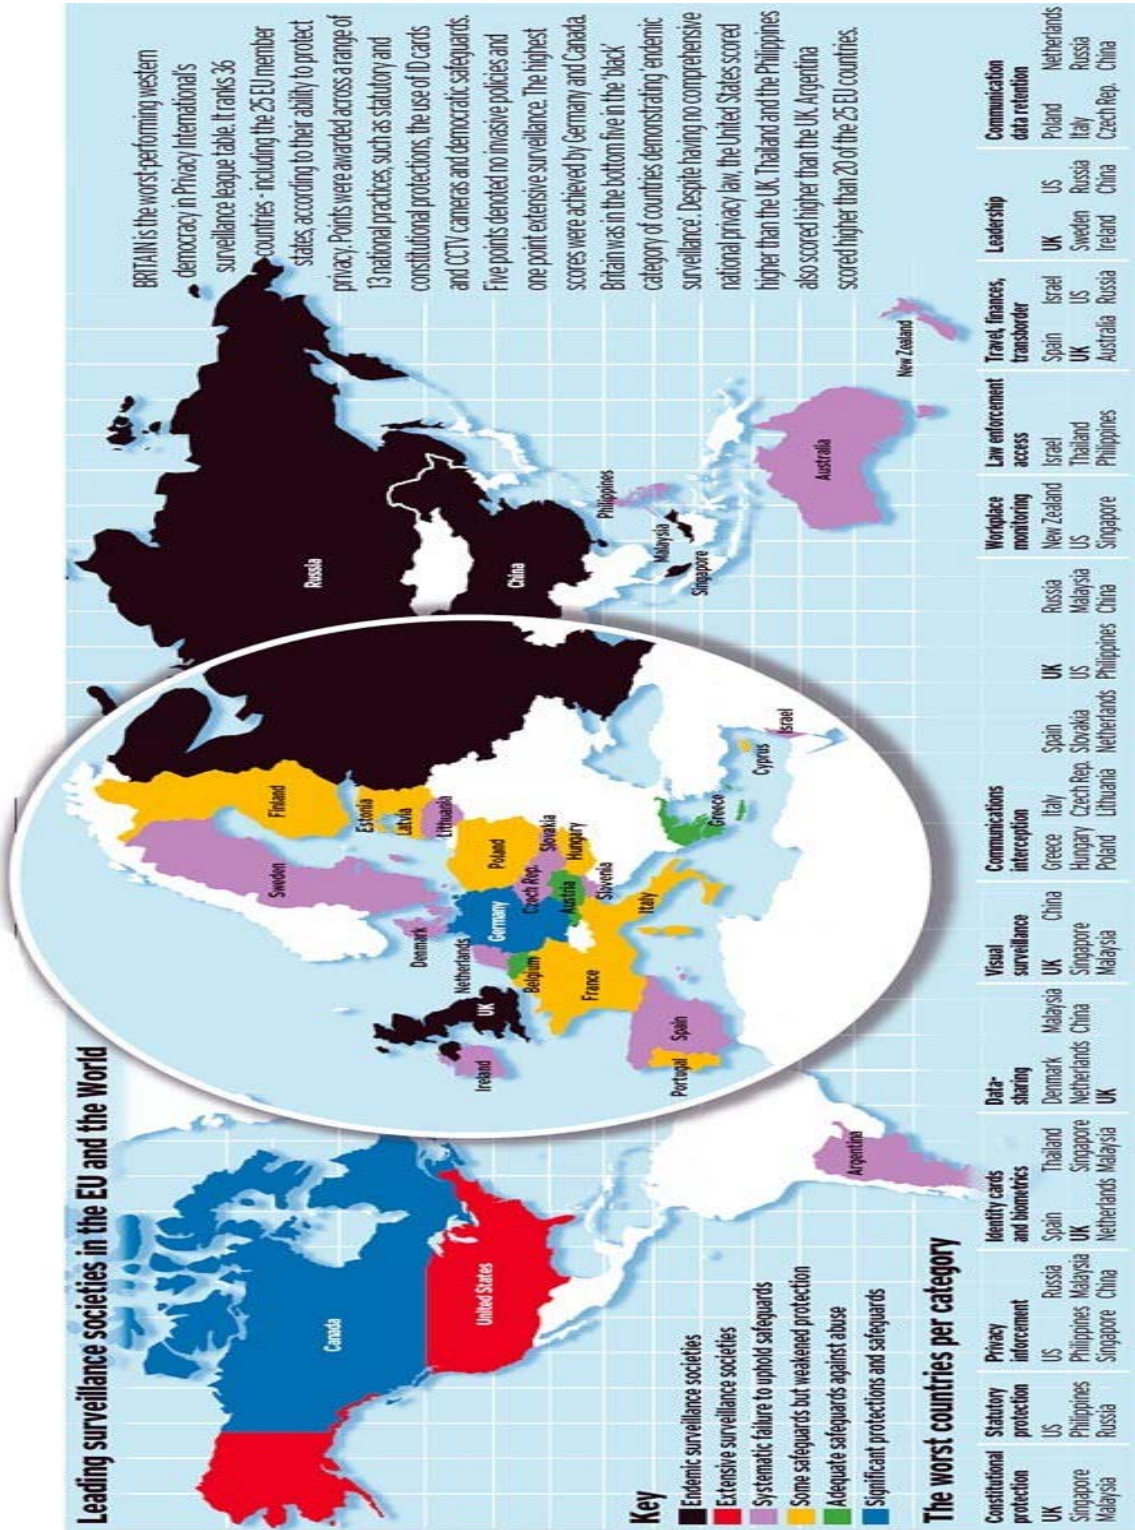 Leading surveillance societies in the EU and the World
BRITAIN is the worst-performing western
democracy in Privacy International's
surveillance league table. It ranks 36
countries - including the 25 EU member
states, according to their ability to protect
privacy. Points were awarded across a range of
13 national practices, such as statutory and
constitutional protections, the use of ID cards
and CCTV cameras and democratic safeguards.
Five points denoted no invasive policies and
one point extensive surveillance. The highest
scores were achieved by Germany and Canada.
Britain was in the bottom five in the 'black'
category of countries demonstrating 'endemic
surveillance'. Despite having no comprehensive
national privacy law, the United States scored
higher than the UK. Thailand and the Philippines
also scored higher than the UK. Argentina
scored higher than 20 of the 25 EU countries.
Canada
United States
Argentina
Russia
China
Philippines
Malaysia
Singapore
Australia
New Zealand
Finland
Sweden
Estonia
Latvia
Lithuania
Denmark
Netherlands
Germany
Poland
Slovakia
Czech Rep.
Hungary
Austria
Slovenia
Belgium
UK
Ireland
France
Italy
Spain
Portugal
Greece
Cyprus
Israel
Key
Endemic surveillance societies
Extensive surveillance societies
Systematic failure to uphold safeguards
Some safeguards but weakened protection
Adequate safeguards against abuse
Significant protections and safeguards
The worst countries per category
Constitutional
protection
UK
Singapore
Malaysia
Statutory
protection
US
Philippines
Russia
Privacy
inforcement
US Russia
Philippines Malaysia
Singapore China
Identity cards
and biometrics
Spain Thailand
UK Singapore
Netherlands Malaysia
Data-
sharing
Denmark Malaysia
Netherlands China
UK
Visual
surveillance
UK China
Singapore
Malaysia
Communications
interception
Greece Italy Spain UK Russia
Hungary Czech Rep. Slovakia US Malaysia
Poland Lithuania Netherlands Philippines China
Workplace
monitoring
New Zealand
US
Singapore
Law enforcement
access
Israel
Thailand
Philippines
Travel, finances,
transborder
Spain Israel
UK US
Australia Russia
Leadership
UK US
Sweden Russia
Ireland China
Communication
data retention
Poland Netherlands
Italy Russia
Czech Rep. China